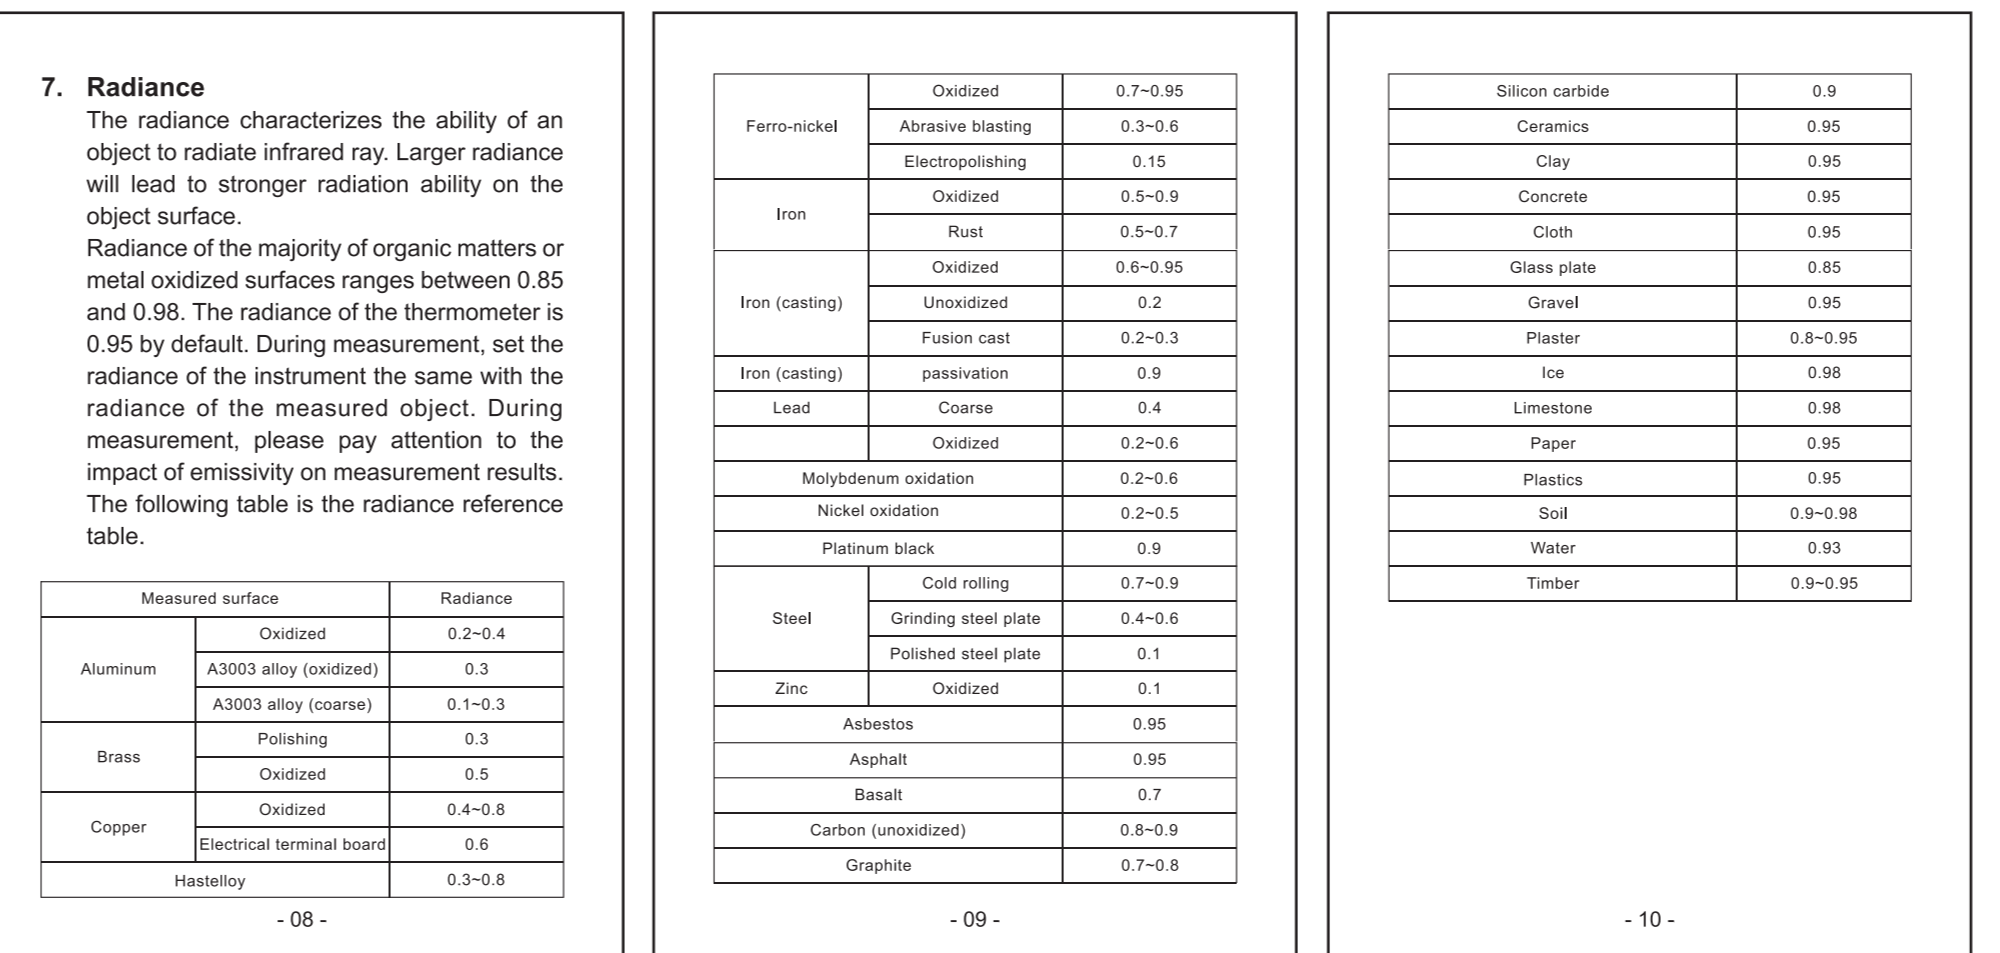 7. Radiance
The radiance characterizes the ability of an
object to radiate infrared ray. Larger radiance
will lead to stronger radiation ability on the
object surface.
Radiance of the majority of organic matters or
metal oxidized surfaces ranges between 0.85
and 0.98. The radiance of the thermometer is
0.95 by default. During measurement, set the
radiance of the instrument the same with the
radiance of the measured object. During
measurement, please pay attention to the
impact of emissivity on measurement results.
The following table is the radiance reference
table.
Measured surface Radiance
Aluminum Oxidized 0.2~0.4
A3003 alloy (oxidized) 0.3
A3003 alloy (coarse) 0.1~0.3
Brass Polishing 0.3
Oxidized 0.5
Copper Oxidized 0.4~0.8
Electrical terminal board 0.6
Hastelloy 0.3~0.8
- 08 -
Ferro-nickel Oxidized 0.7~0.95
Abrasive blasting 0.3~0.6
Electropolishing 0.15
Iron Oxidized 0.5~0.9
Rust 0.5~0.7
Iron (casting) Oxidized 0.6~0.95
Unoxidized 0.2
Fusion cast 0.2~0.3
Iron (casting) passivation 0.9
Lead Coarse 0.4
Oxidized 0.2~0.6
Molybdenum oxidation 0.2~0.6
Nickel oxidation 0.2~0.5
Platinum black 0.9
Steel Cold rolling 0.7~0.9
Grinding steel plate 0.4~0.6
Polished steel plate 0.1
Zinc Oxidized 0.1
Asbestos 0.95
Asphalt 0.95
Basalt 0.7
Carbon (unoxidized) 0.8~0.9
Graphite 0.7~0.8
- 09 -
Silicon carbide 0.9
Ceramics 0.95
Clay 0.95
Concrete 0.95
Cloth 0.95
Glass plate 0.85
Gravel 0.95
Plaster 0.8~0.95
Ice 0.98
Limestone 0.98
Paper 0.95
Plastics 0.95
Soil 0.9~0.98
Water 0.93
Timber 0.9~0.95
- 10 -